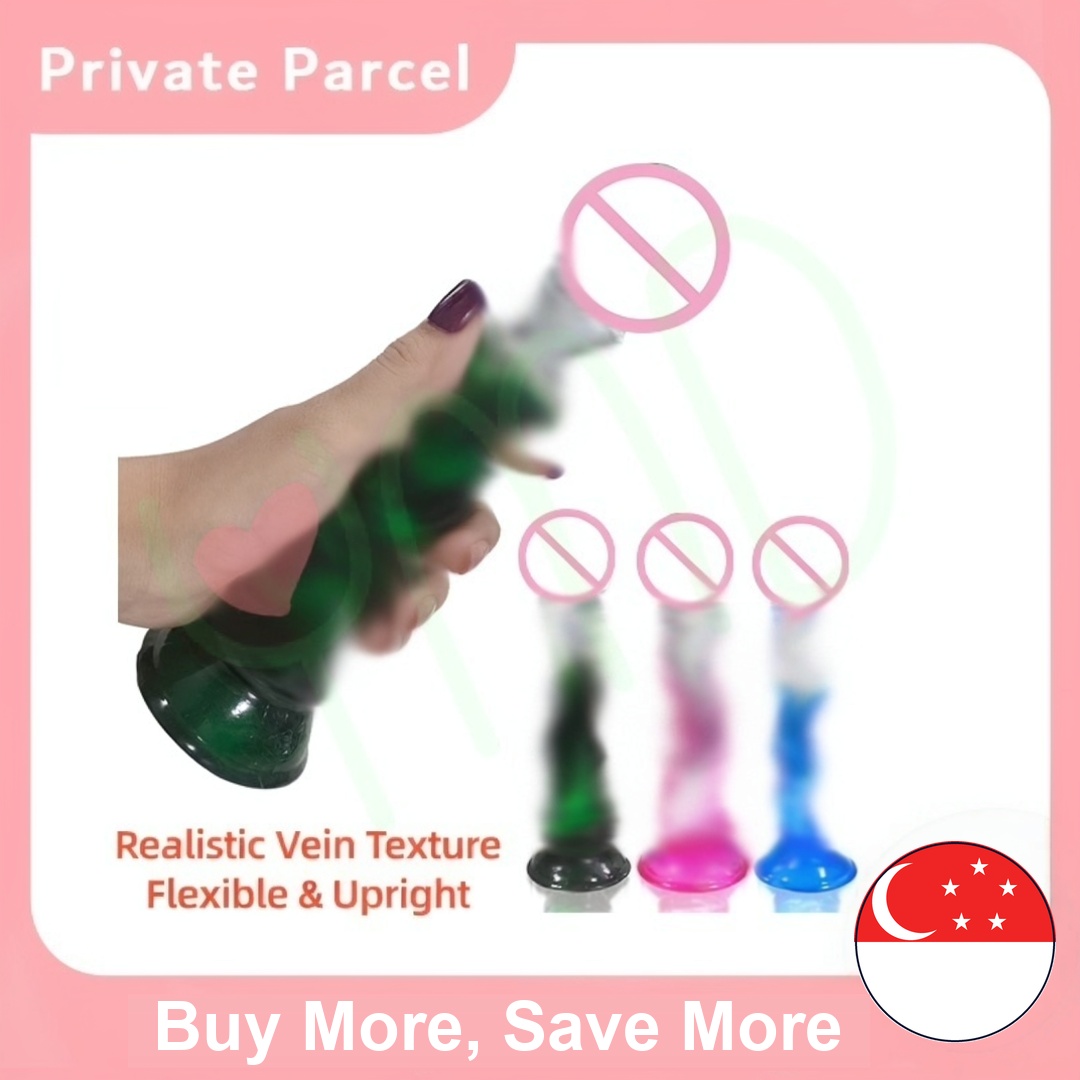 Private Parcel
Realistic Vein Texture
Flexible & Upright
Buy More, Save More